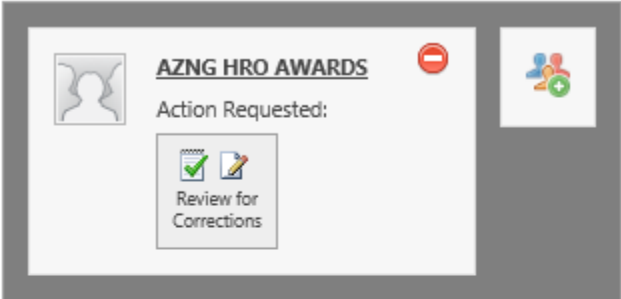 AZNG HRO AWARDS
Action Requested:
Review for
Corrections